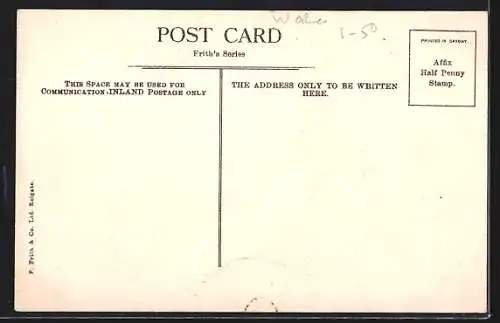 POST CARD
Frith's Series
1-50
PRINTED IN SAXONY
Affix
Half Penny
Stamp.
THIS SPACE MAY BE USED FOR
COMMUNICATION-INLAND POSTAGE ONLY
THE ADDRESS ONLY TO BE WRITTEN
HERE.
F. Frith & Co. Ltd. Reigate.